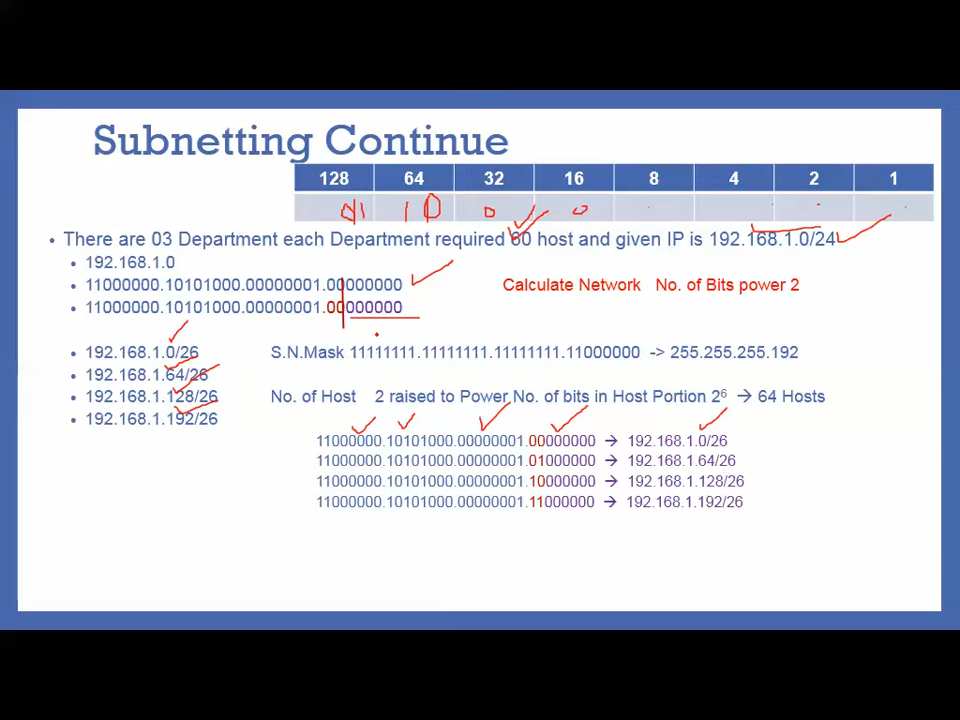 Subnetting Continue
128 64 32 16 8 4 2 1
1 0 0 0
• There are 03 Department each Department required 60 host and given IP is 192.168.1.0/24
• 192.168.1.0
• 11000000.10101000.00000001.00000000 Calculate Network No. of Bits power 2
• 11000000.10101000.00000001.00000000
• 192.168.1.0/26 S.N.Mask 11111111.11111111.11111111.11000000 -> 255.255.255.192
• 192.168.1.64/26
• 192.168.1.128/26 No. of Host 2 raised to Power No. of bits in Host Portion 2⁶ → 64 Hosts
• 192.168.1.192/26
11000000.10101000.00000001.00000000 → 192.168.1.0/26
11000000.10101000.00000001.01000000 → 192.168.1.64/26
11000000.10101000.00000001.10000000 → 192.168.1.128/26
11000000.10101000.00000001.11000000 → 192.168.1.192/26